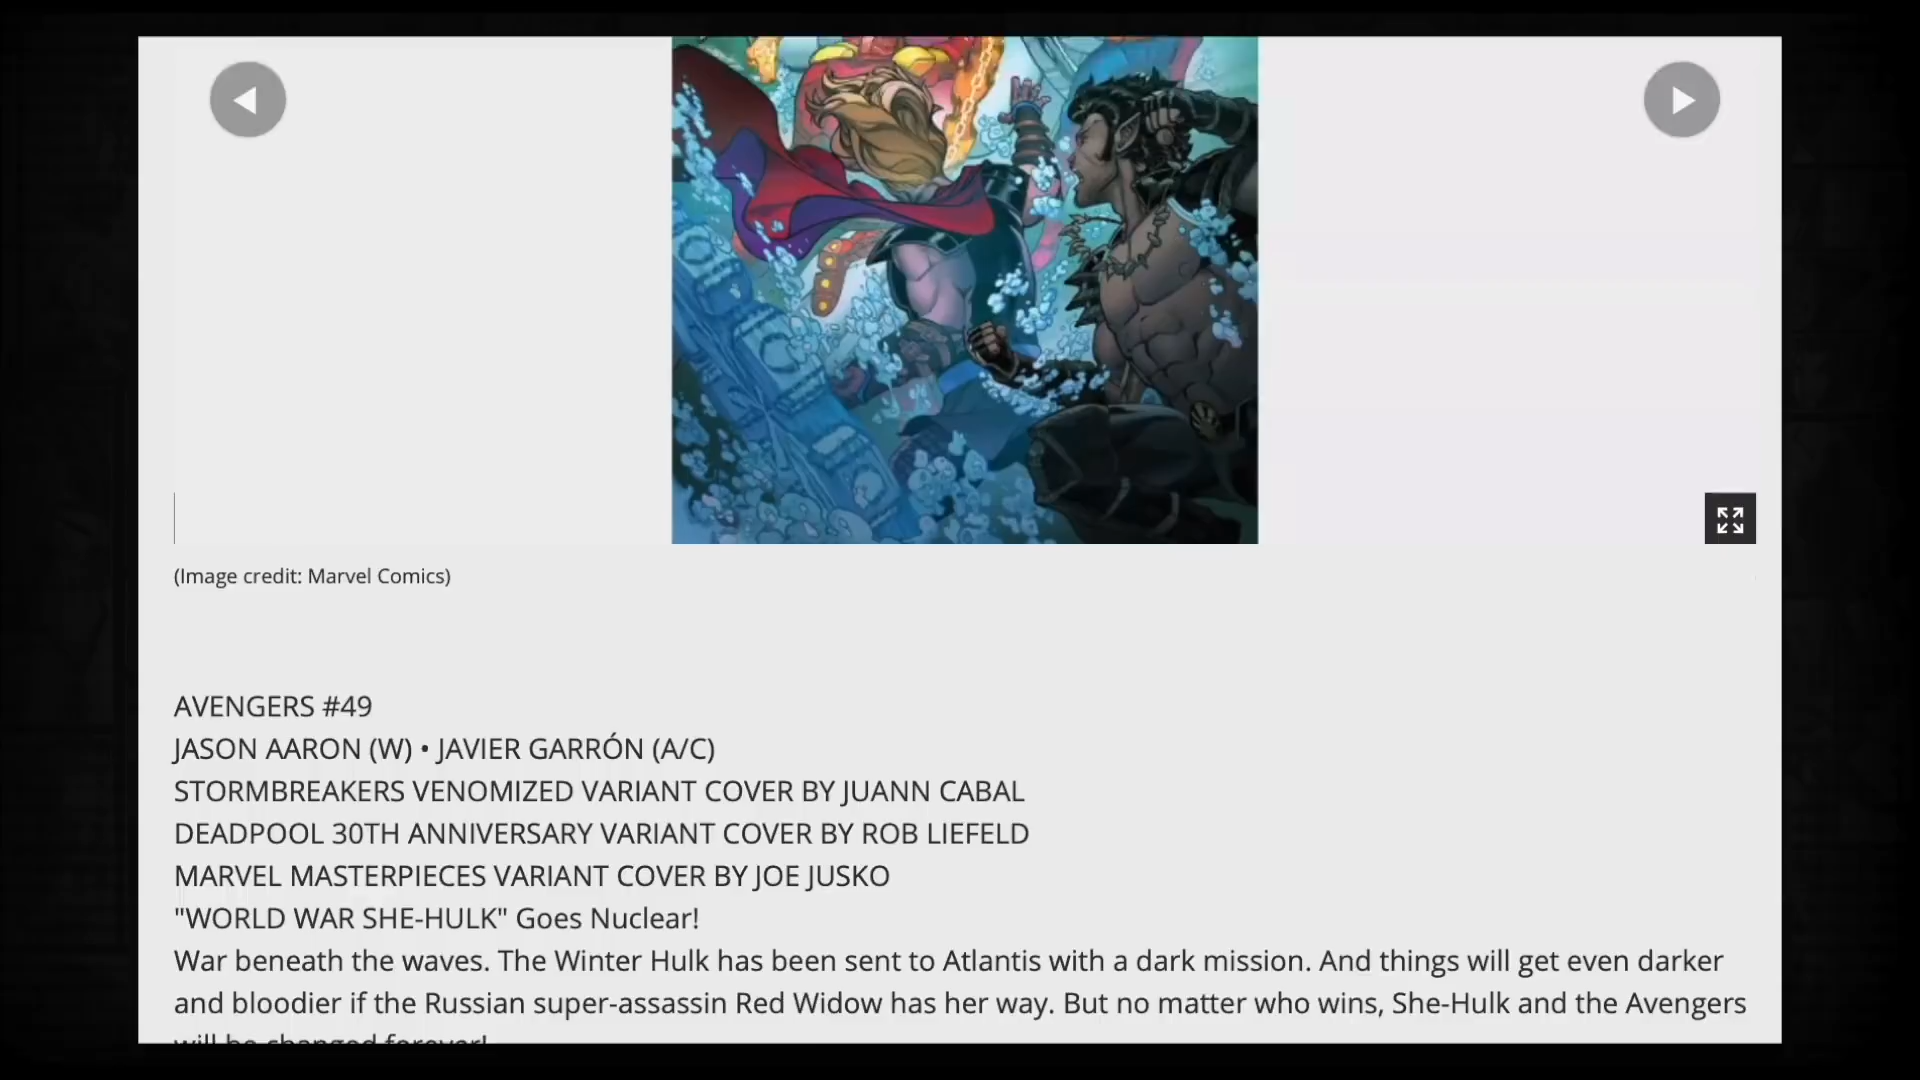 (Image credit: Marvel Comics)
AVENGERS #49
JASON AARON (W) • JAVIER GARRÓN (A/C)
STORMBREAKERS VENOMIZED VARIANT COVER BY JUANN CABAL
DEADPOOL 30TH ANNIVERSARY VARIANT COVER BY ROB LIEFELD
MARVEL MASTERPIECES VARIANT COVER BY JOE JUSKO
"WORLD WAR SHE-HULK" Goes Nuclear!
War beneath the waves. The Winter Hulk has been sent to Atlantis with a dark mission. And things will get even darker
and bloodier if the Russian super-assassin Red Widow has her way. But no matter who wins, She-Hulk and the Avengers
will be changed forever!